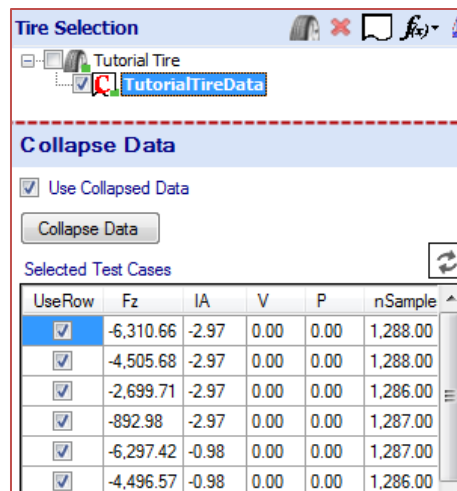 Tire Selection f(x)
Tutorial Tire
C TutorialTireData
Collapse Data
Use Collapsed Data
Collapse Data
Selected Test Cases
UseRow Fz IA V P nSample
-6,310.66 -2.97 0.00 0.00 1,288.00
-4,505.68 -2.97 0.00 0.00 1,288.00
-2,699.71 -2.97 0.00 0.00 1,286.00
-892.98 -2.97 0.00 0.00 1,287.00
-6,297.42 -0.98 0.00 0.00 1,287.00
-4,496.57 -0.98 0.00 0.00 1,286.00